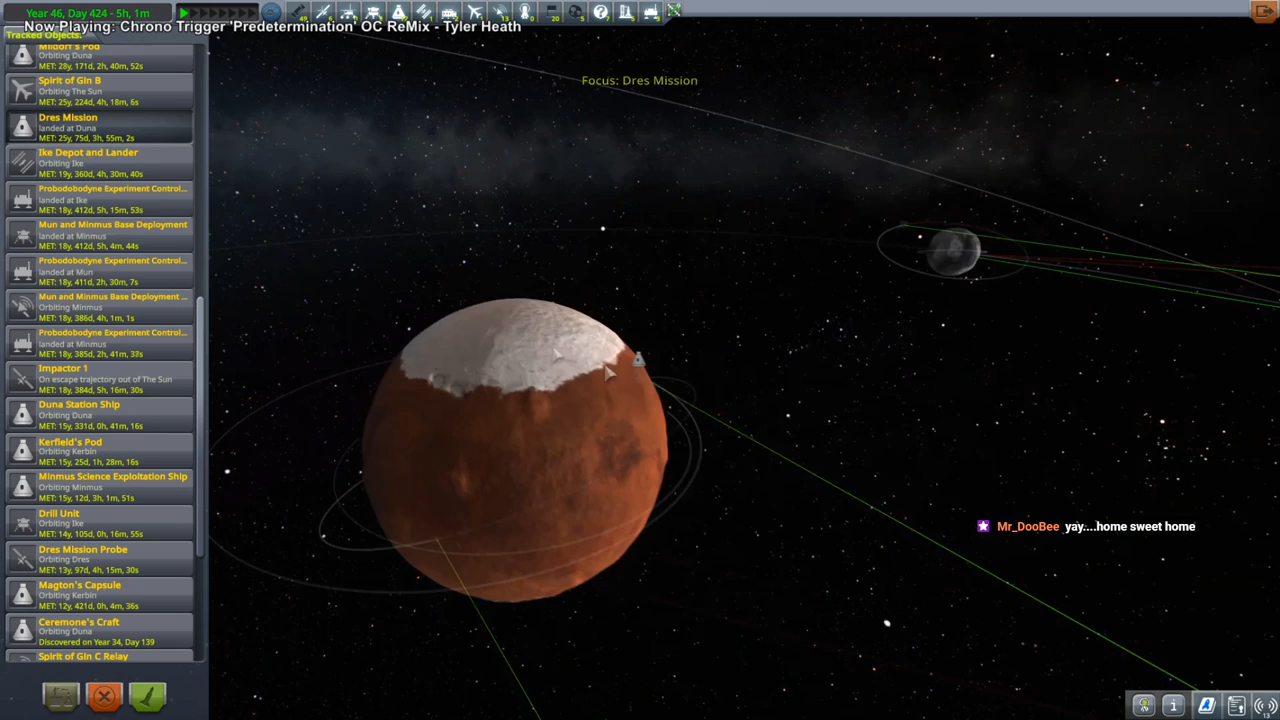 Year 46, Day 424 - 5h, 1m
Now Playing: Chrono Trigger 'Predetermination' OC ReMix - Tyler Heath
Tracked Objects:
Focus: Dres Mission
Mildorf's Pod
Orbiting Duna
MET: 28y, 171d, 2h, 40m, 52s
Spirit of Gin B
Orbiting The Sun
MET: 25y, 224d, 4h, 18m, 6s
Dres Mission
landed at Duna
MET: 25y, 75d, 3h, 55m, 2s
Ike Depot and Lander
Orbiting Ike
MET: 19y, 360d, 4h, 30m, 40s
Probodobodyne Experiment Control...
landed at Ike
MET: 18y, 412d, 5h, 15m, 53s
Mun and Minmus Base Deployment
landed at Minmus
MET: 18y, 412d, 5h, 4m, 44s
Probodobodyne Experiment Control...
landed at Mun
MET: 18y, 411d, 2h, 30m, 7s
Mun and Minmus Base Deployment ...
Orbiting Minmus
MET: 18y, 386d, 4h, 1m, 1s
Probodobodyne Experiment Control...
landed at Minmus
MET: 18y, 385d, 2h, 41m, 33s
Impactor 1
On escape trajectory out of The Sun
MET: 18y, 384d, 5h, 16m, 30s
Duna Station Ship
Orbiting Duna
MET: 15y, 331d, 0h, 41m, 16s
Kerfield's Pod
Orbiting Kerbin
MET: 15y, 25d, 1h, 28m, 16s
Minmus Science Exploitation Ship
Orbiting Minmus
MET: 15y, 12d, 3h, 1m, 51s
Drill Unit
Orbiting Ike
MET: 14y, 105d, 0h, 16m, 55s
Dres Mission Probe
Orbiting Dres
MET: 13y, 97d, 4h, 15m, 30s
Magton's Capsule
Orbiting Kerbin
MET: 12y, 421d, 0h, 4m, 36s
Ceremone's Craft
Orbiting Duna
Discovered on Year 34, Day 139
Spirit of Gin C Relay
Mr_DooBee yay....home sweet home